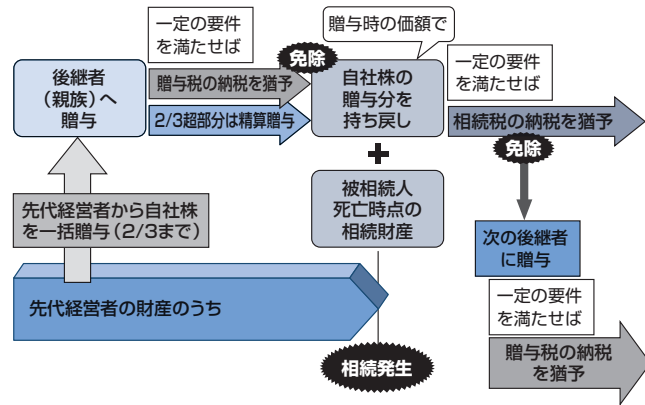 一定の要件
を満たせば
贈与時の価額で
免除
一定の要件
を満たせば
後継者
（親族）へ
贈与
贈与税の納税を猶予
2/3超部分は精算贈与
自社株の
贈与分を
持ち戻し
相続税の納税を猶予
免除
+
先代経営者から自社株
を一括贈与（2/3まで）
被相続人
死亡時点の
相続財産
次の後継者
に贈与
先代経営者の財産のうち
一定の要件
を満たせば
相続発生
贈与税の納税
を猶予